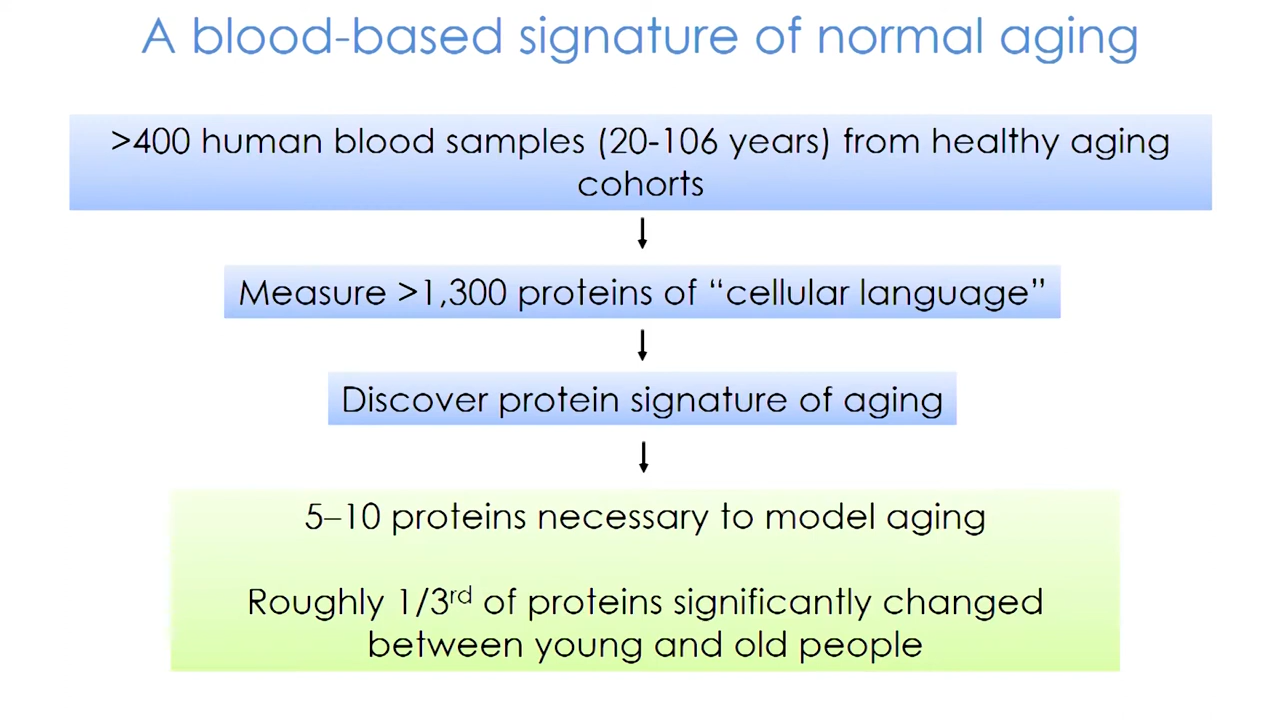 A blood-based signature of normal aging
>400 human blood samples (20-106 years) from healthy aging
cohorts
Measure >1,300 proteins of “cellular language”
Discover protein signature of aging
5–10 proteins necessary to model aging
Roughly 1/3rd of proteins significantly changed
between young and old people